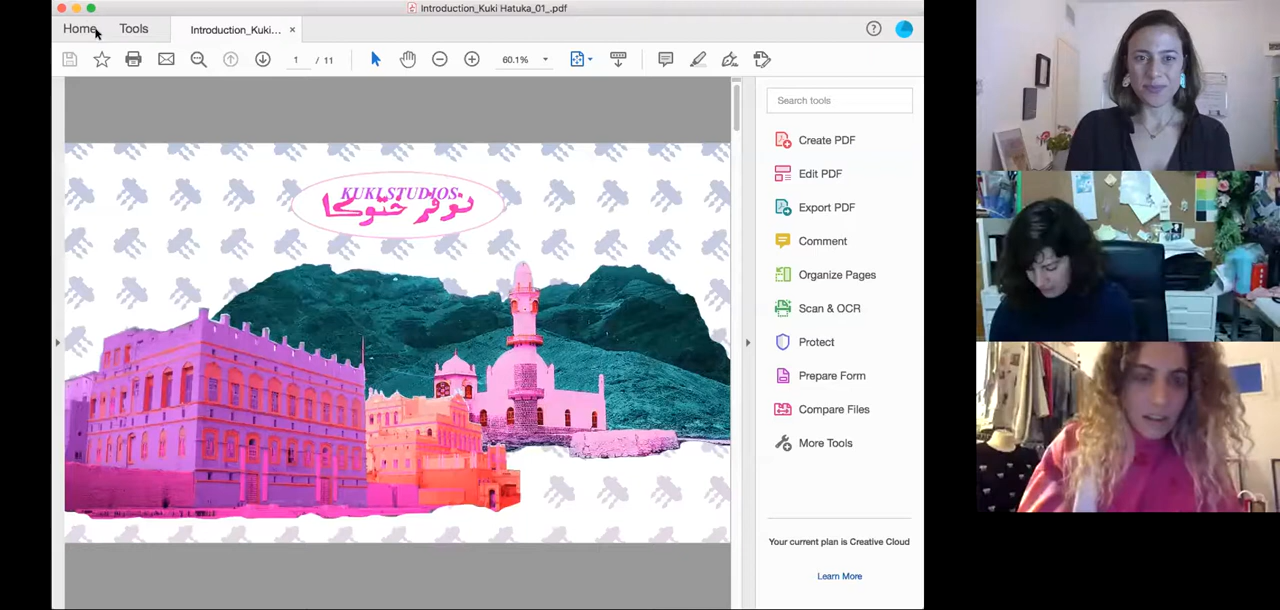 Introduction_Kuki Hatuka_01_.pdf
Home
Tools
Introduction_Kuki...
1 / 11
60.1%
Search tools
Create PDF
Edit PDF
Export PDF
Comment
Organize Pages
Scan & OCR
Protect
Prepare Form
Compare Files
More Tools
Your current plan is Creative Cloud
Learn More
KUKI STUDIOS